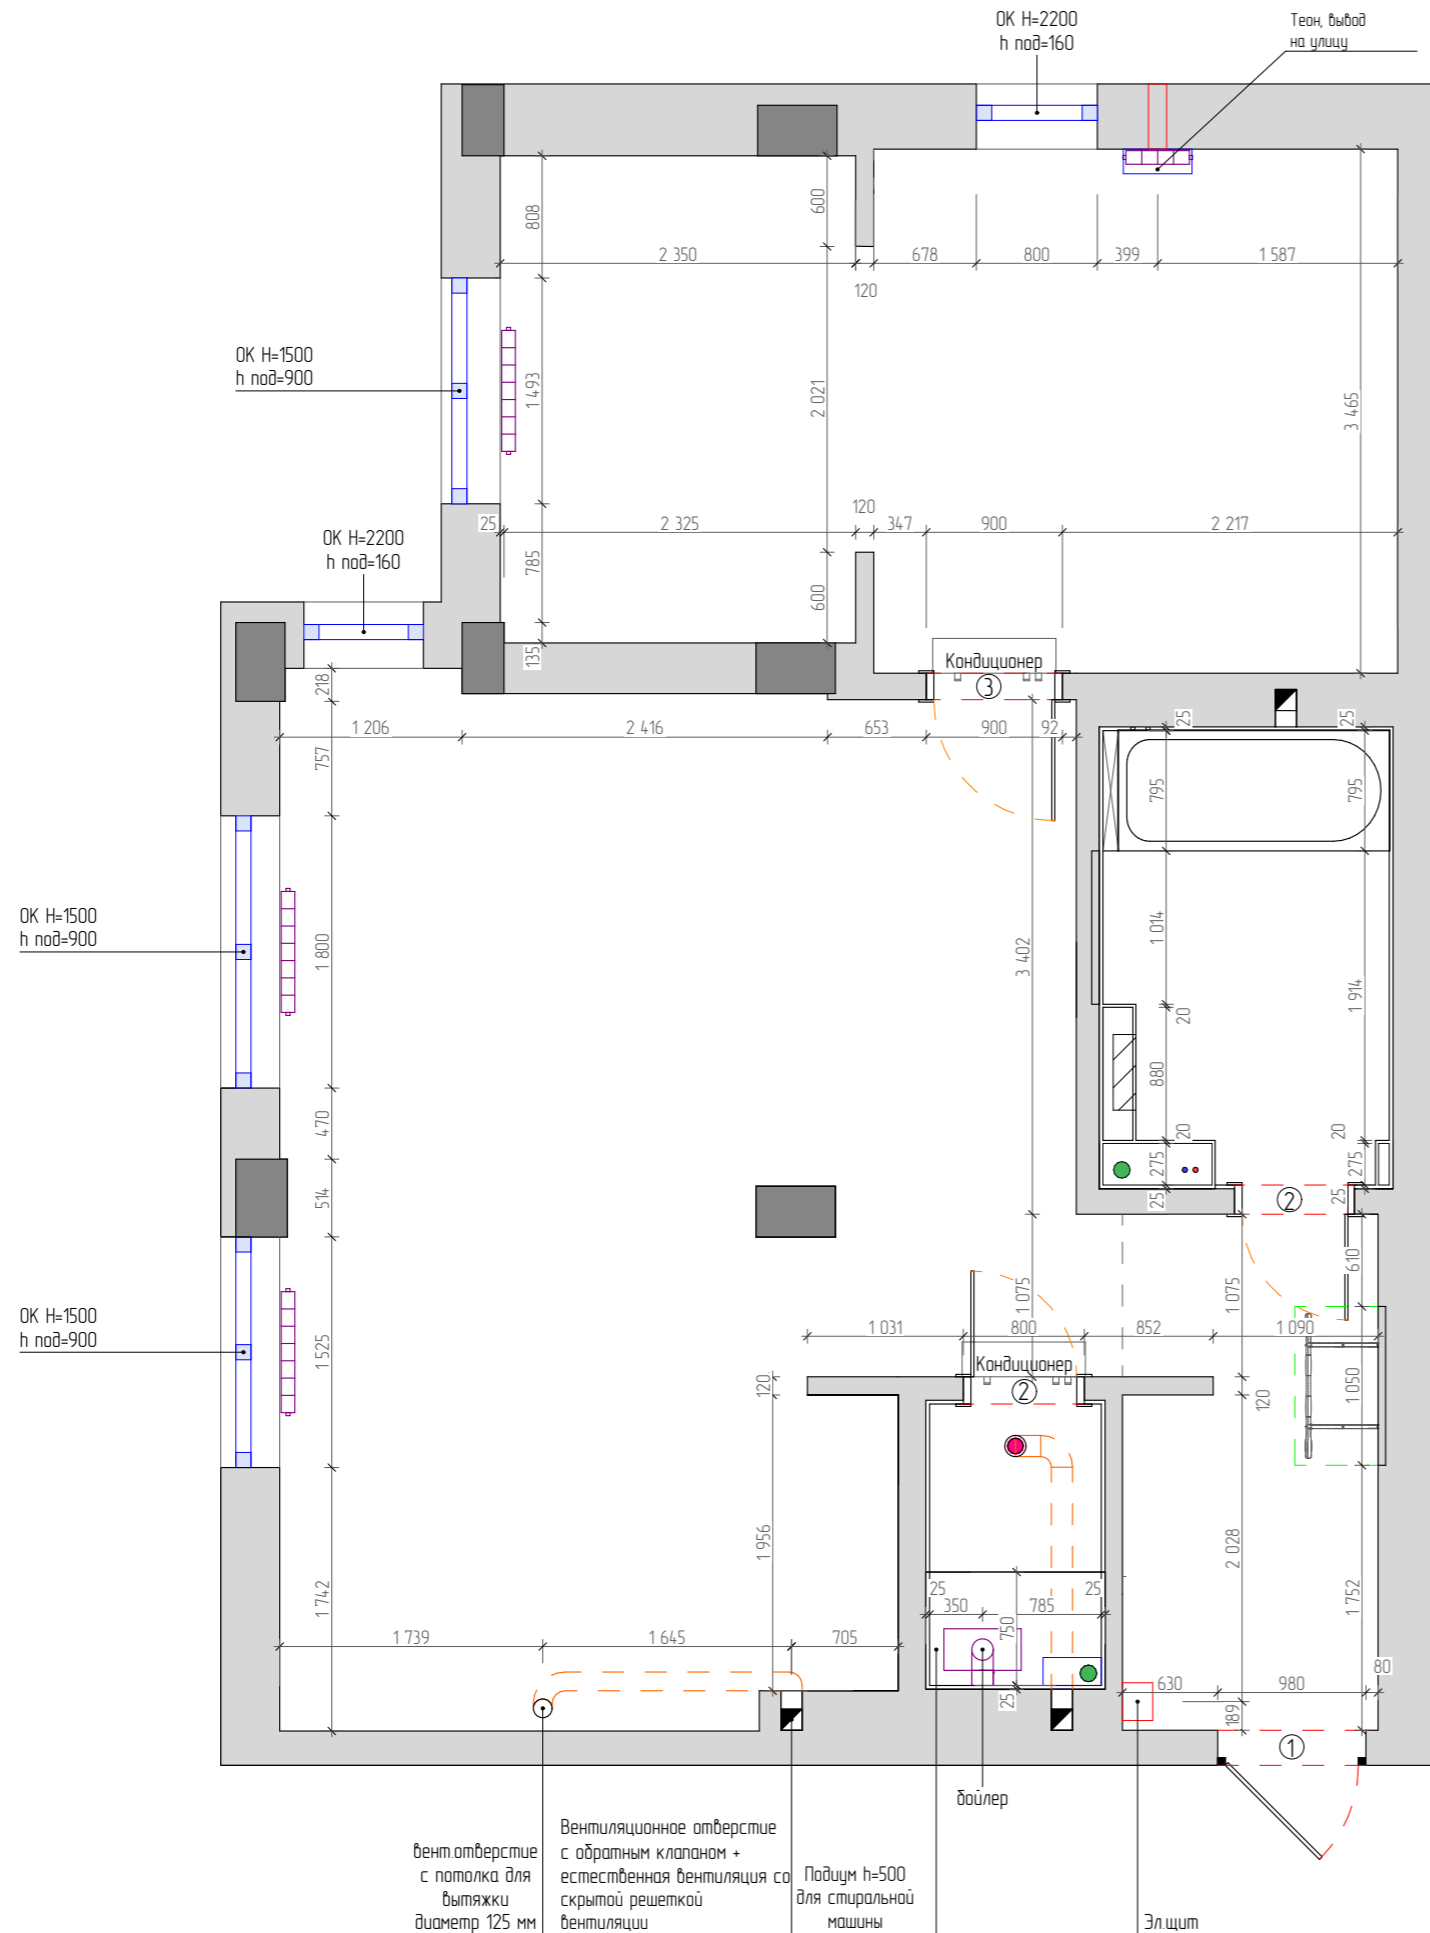 ОК Н=2200
h под=160
Теон, вывод
на улицу
808
600
2 350
678
800
399
1 587
120
ОК Н=1500
h под=900
1 493
2 021
3 465
25
2 325
120
347
900
2 217
ОК Н=2200
h под=160
785
600
135
Кондиционер
3
218
1 206
2 416
653
900
92
25
25
757
795
795
ОК Н=1500
h под=900
1 800
3 402
1 014
1 914
20
880
470
20
20
275
275
514
25
25
2
610
ОК Н=1500
h под=900
1 525
1 075
1 075
1 031
800
852
1 090
Кондиционер
2
120
120
1 050
1 956
2 028
1 742
1 752
25
25
350
785
750
1 739
1 645
705
80
630
980
25
189
1
бойлер
вент.отверстие
с потолка для
вытяжки
диаметр 125 мм
Вентиляционное отверстие
с обратным клапаном +
естественная вентиляция со
скрытой решеткой
вентиляции
Подиум h=500
для стиральной
машины
Эл.щит